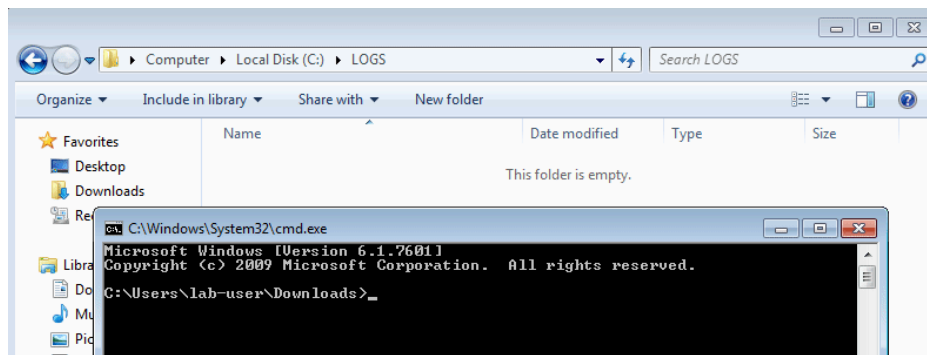 Computer Local Disk (C:) LOGS Search LOGS
Organize Include in library Share with New folder
Name Date modified Type Size
This folder is empty.
Favorites
Desktop
Downloads
C:\Windows\System32\cmd.exe
Microsoft Windows [Version 6.1.7601]
Copyright (c) 2009 Microsoft Corporation.  All rights reserved.
C:\Users\lab-user\Downloads>_